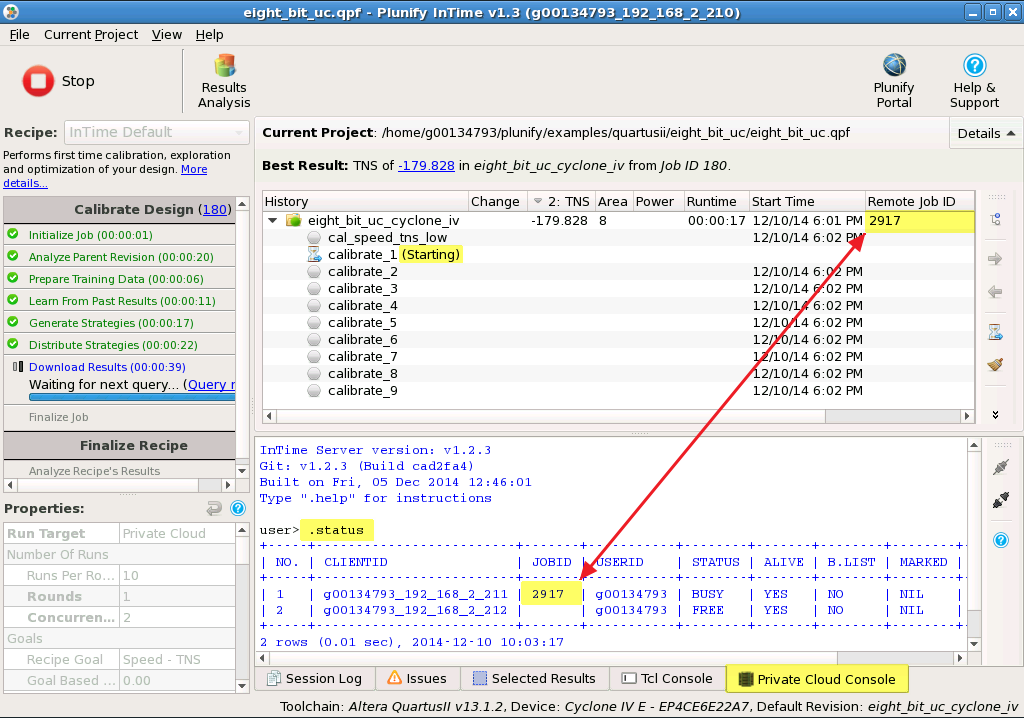 eight_bit_uc.qpf - Plunify InTime v1.3 (g00134793_192_168_2_210)
File Current Project View Help
Stop
Results
Analysis
Plunify
Portal
Help &
Support
Recipe: InTime Default
Performs first time calibration, exploration
and optimization of your design. More
details...
Calibrate Design (180)
Initialize Job (00:00:01)
Analyze Parent Revision (00:00:20)
Prepare Training Data (00:00:06)
Learn From Past Results (00:00:11)
Generate Strategies (00:00:17)
Distribute Strategies (00:00:22)
Download Results (00:00:39)
Waiting for next query... (Query r
Finalize Job
Finalize Recipe
Analyze Recipe's Results
Properties:
Run Target Private Cloud
Number Of Runs
Runs Per Ro... 10
Rounds 1
Concurren... 2
Goals
Recipe Goal Speed - TNS
Goal Based ... 0.00
Current Project: /home/g00134793/plunify/examples/quartusii/eight_bit_uc/eight_bit_uc.qpf
Details
Best Result: TNS of -179.828 in eight_bit_uc_cyclone_iv from Job ID 180.
History Change 2: TNS Area Power Runtime Start Time Remote Job ID
eight_bit_uc_cyclone_iv -179.828 8 00:00:17 12/10/14 6:01 PM 2917
cal_speed_tns_low 12/10/14 6:02 PM
calibrate_1 (Starting)
calibrate_2 12/10/14 6:02 PM
calibrate_3 12/10/14 6:02 PM
calibrate_4 12/10/14 6:02 PM
calibrate_5 12/10/14 6:02 PM
calibrate_6 12/10/14 6:02 PM
calibrate_7 12/10/14 6:02 PM
calibrate_8 12/10/14 6:02 PM
calibrate_9 12/10/14 6:02 PM
InTime Server version: v1.2.3
Git: v1.2.3 (Build cad2fa4)
Built on Fri, 05 Dec 2014 12:46:01
Type ".help" for instructions
user> .status
| NO. | CLIENTID | JOBID | USERID | STATUS | ALIVE | B.LIST | MARKED |
| 1 | g00134793_192_168_2_211 | 2917 | g00134793 | BUSY | YES | NO | NIL |
| 2 | g00134793_192_168_2_212 | | g00134793 | FREE | YES | NO | NIL |
2 rows (0.01 sec), 2014-12-10 10:03:17
Session Log Issues Selected Results Tcl Console Private Cloud Console
Toolchain: Altera QuartusII v13.1.2, Device: Cyclone IV E - EP4CE6E22A7, Default Revision: eight_bit_uc_cyclone_iv